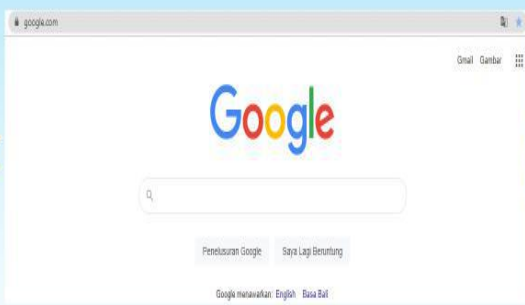 google.com
Gmail Gambar
Google
Penelusuran Google Saya Lagi Beruntung
Google menawarkan: English Basa Bali